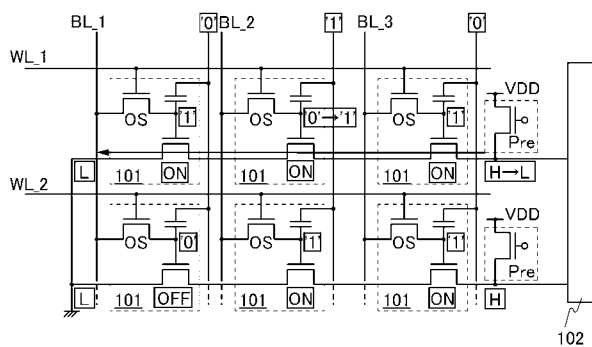 BL_1 '0' BL_2 '1' BL_3 '0'
WL_1
VDD
'1' '0'→'1' '1'
OS OS OS
Pre
L 101 ON 101 ON 101 ON H→L
WL_2
VDD
'0' '1' '1'
OS OS OS
Pre
L 101 OFF 101 ON 101 ON H
102